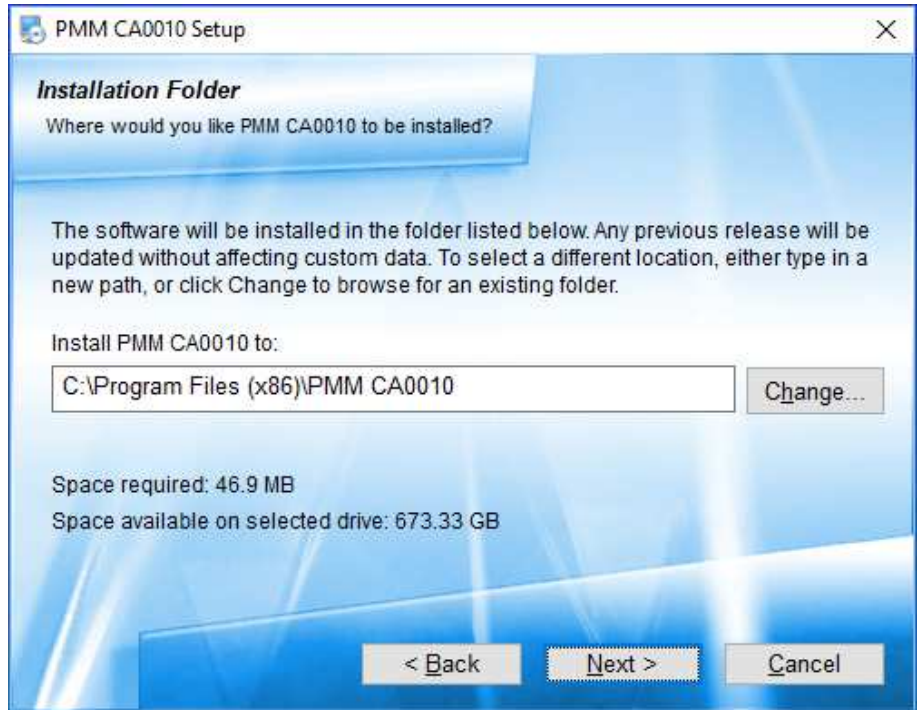 PMM CA0010 Setup
Installation Folder
Where would you like PMM CA0010 to be installed?
The software will be installed in the folder listed below. Any previous release will be
updated without affecting custom data. To select a different location, either type in a
new path, or click Change to browse for an existing folder.
Install PMM CA0010 to:
C:\Program Files (x86)\PMM CA0010
Change...
Space required: 46.9 MB
Space available on selected drive: 673.33 GB
< Back
Next >
Cancel